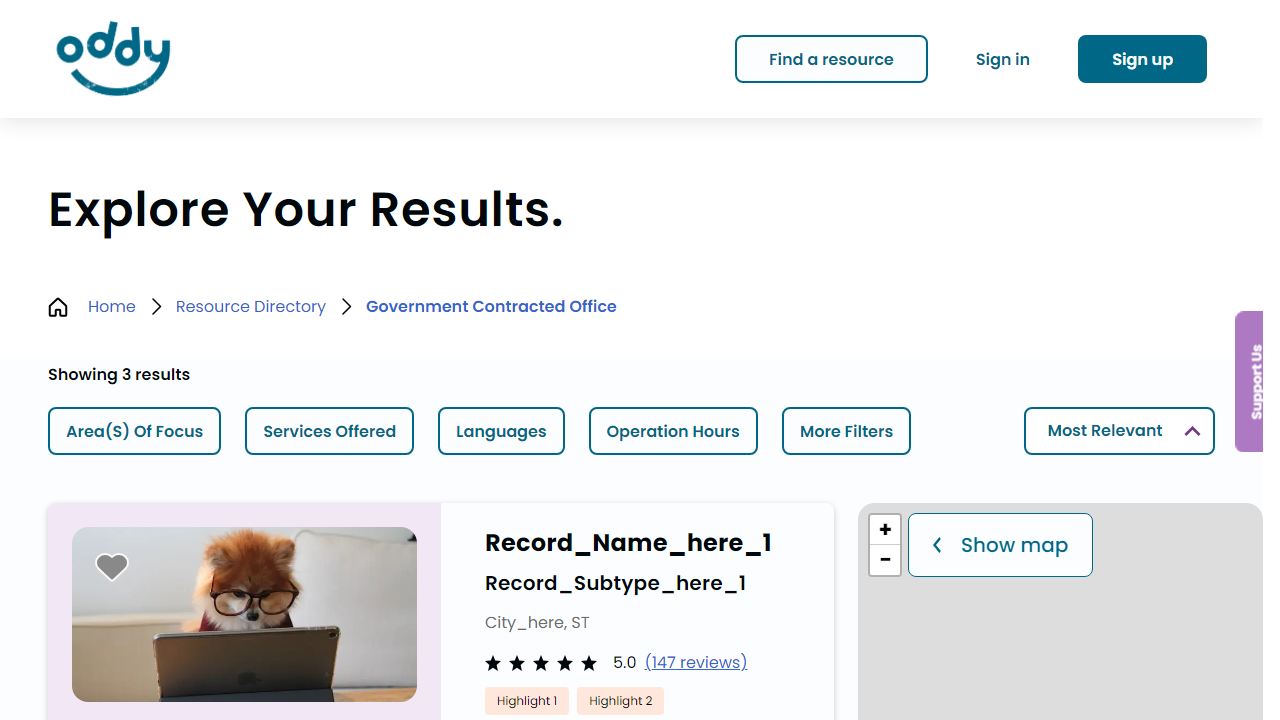 oddy
Find a resource
Sign in
Sign up
Explore Your Results.
Home
Resource Directory
Government Contracted Office
Support Us
Showing 3 results
Area(S) Of Focus
Services Offered
Languages
Operation Hours
More Filters
Most Relevant
Record_Name_here_1
Record_Subtype_here_1
City_here, ST
5.0 (147 reviews)
Highlight 1
Highlight 2
+
-
Show map